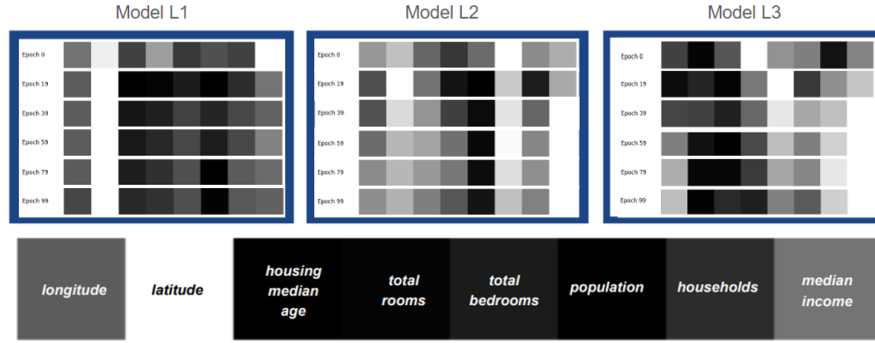 Model L1
Model L2
Model L3
Epoch 0
Epoch 19
Epoch 39
Epoch 59
Epoch 79
Epoch 99
Epoch 0
Epoch 19
Epoch 39
Epoch 59
Epoch 79
Epoch 99
Epoch 0
Epoch 19
Epoch 39
Epoch 59
Epoch 79
Epoch 99
longitude
latitude
housing
median
age
total
rooms
total
bedrooms
population
households
median
income